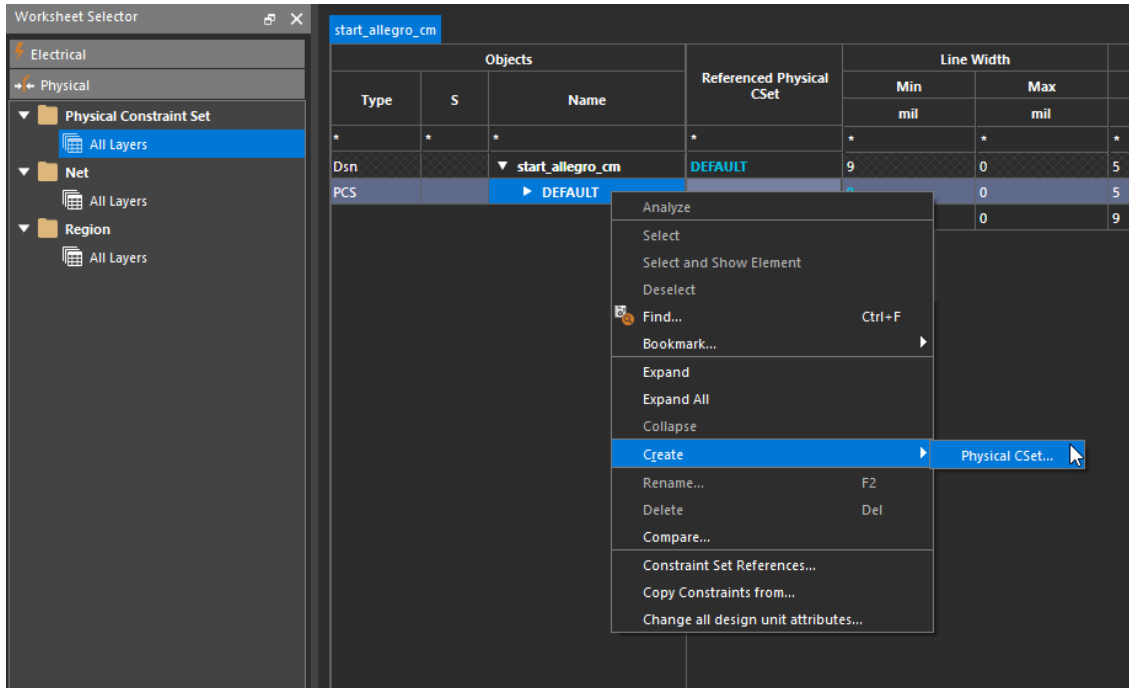 Worksheet Selector
Electrical
Physical
Physical Constraint Set
All Layers
Net
All Layers
Region
All Layers
start_allegro_cm
Objects
Referenced Physical
CSet
Line Width
Type
S
Name
Min
Max
mil
mil
* * * * * * *
Dsn start_allegro_cm DEFAULT 9 0 5
PCS DEFAULT 0 5
0 9
Analyze
Select
Select and Show Element
Deselect
Find... Ctrl+F
Bookmark...
Expand
Expand All
Collapse
Create
Physical CSet...
Rename... F2
Delete Del
Compare...
Constraint Set References...
Copy Constraints from...
Change all design unit attributes...